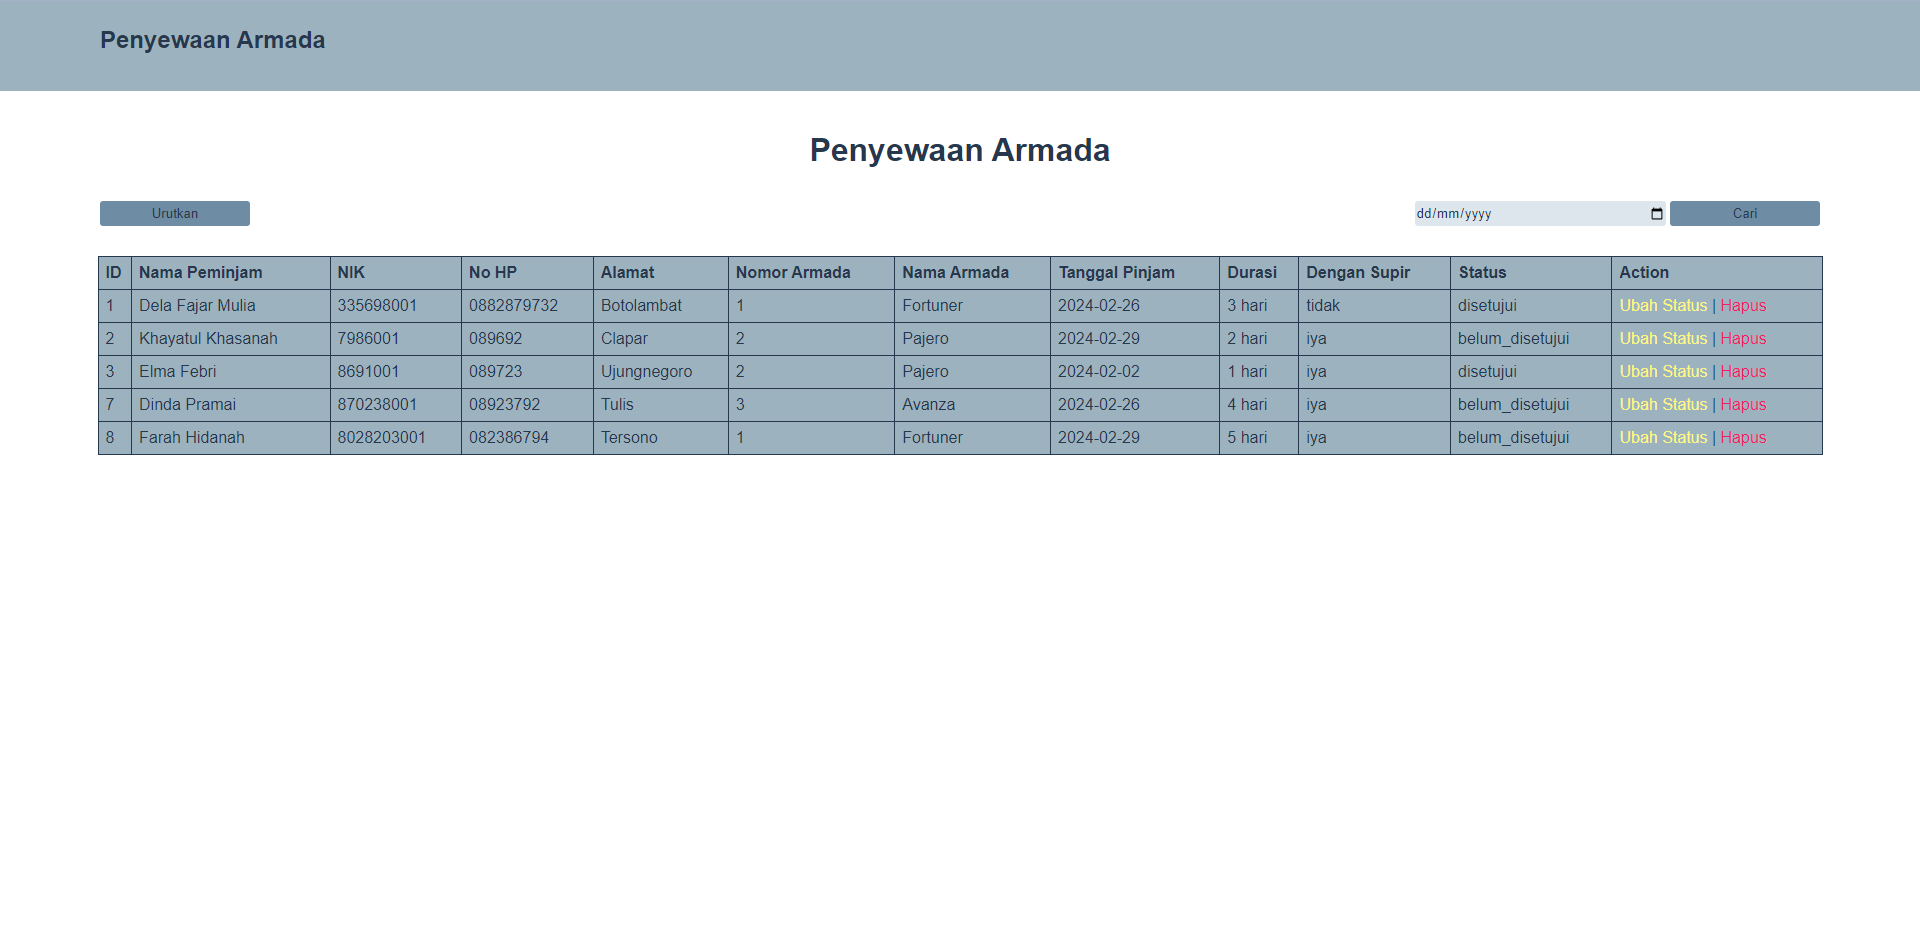 Penyewaan Armada
Penyewaan Armada
Urutkan dd/mm/yyyy Cari
ID Nama Peminjam NIK No HP Alamat Nomor Armada Nama Armada Tanggal Pinjam Durasi Dengan Supir Status Action
1 Dela Fajar Mulia 335698001 0882879732 Botolambat 1 Fortuner 2024-02-26 3 hari tidak disetujui Ubah Status | Hapus
2 Khayatul Khasanah 7986001 089692 Clapar 2 Pajero 2024-02-29 2 hari iya belum_disetujui Ubah Status | Hapus
3 Elma Febri 8691001 089723 Ujungnegoro 2 Pajero 2024-02-02 1 hari iya disetujui Ubah Status | Hapus
7 Dinda Pramai 870238001 08923792 Tulis 3 Avanza 2024-02-26 4 hari iya belum_disetujui Ubah Status | Hapus
8 Farah Hidanah 8028203001 082386794 Tersono 1 Fortuner 2024-02-29 5 hari iya belum_disetujui Ubah Status | Hapus